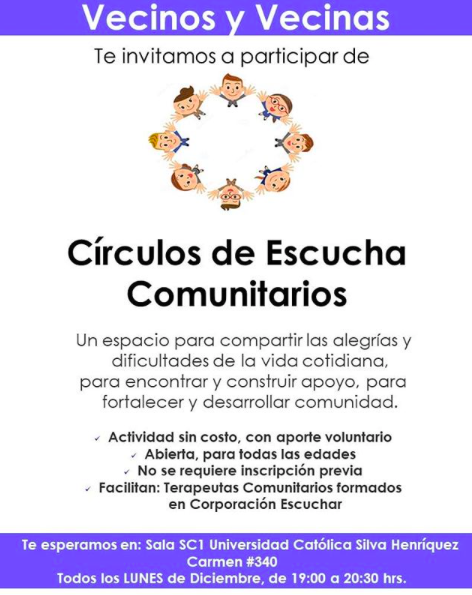 Vecinos y Vecinas
Te invitamos a participar de
Círculos de Escucha
Comunitarios
Un espacio para compartir las alegrías y
dificultades de la vida cotidiana,
para encontrar y construir apoyo, para
fortalecer y desarrollar comunidad.
✓ Actividad sin costo, con aporte voluntario
✓ Abierta, para todas las edades
✓ No se requiere inscripción previa
✓ Facilitan: Terapeutas Comunitarios formados
en Corporación Escuchar
Te esperamos en: Sala SC1 Universidad Católica Silva Henríquez
Carmen #340
Todos los LUNES de Diciembre, de 19:00 a 20:30 hrs.